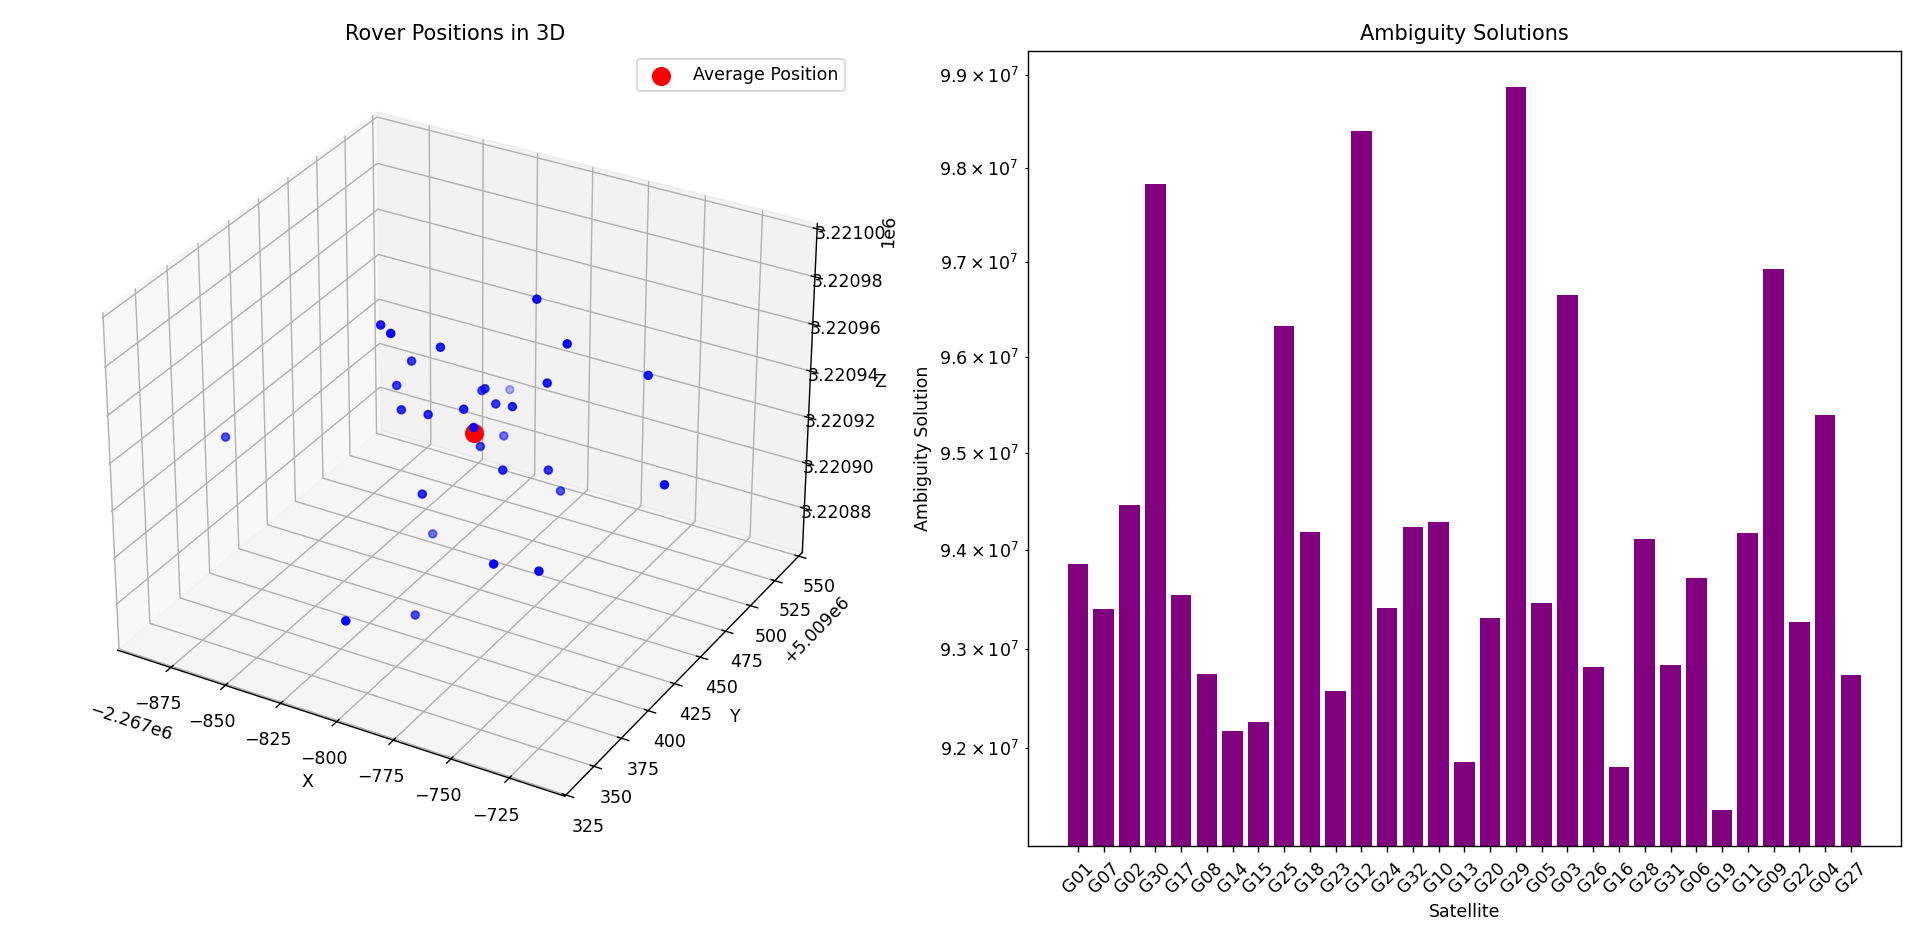 Rover Positions in 3D
Average Position
1e6
3.22100
3.22098
3.22096
3.22094
3.22092
3.22090
3.22088
Z
550
525
500
475
450
425
400
375
350
325
+5.009e6
Y
−875
−850
−825
−800
−775
−750
−725
−2.267e6
X
Ambiguity Solutions
9.9 × 10⁷
9.8 × 10⁷
9.7 × 10⁷
9.6 × 10⁷
9.5 × 10⁷
9.4 × 10⁷
9.3 × 10⁷
9.2 × 10⁷
Ambiguity Solution
G01 G07 G02 G30 G17 G08 G14 G15 G25 G18 G23 G12 G24 G32 G10 G13 G20 G29 G05 G03 G26 G16 G28 G31 G06 G19 G11 G09 G22 G04 G27
Satellite